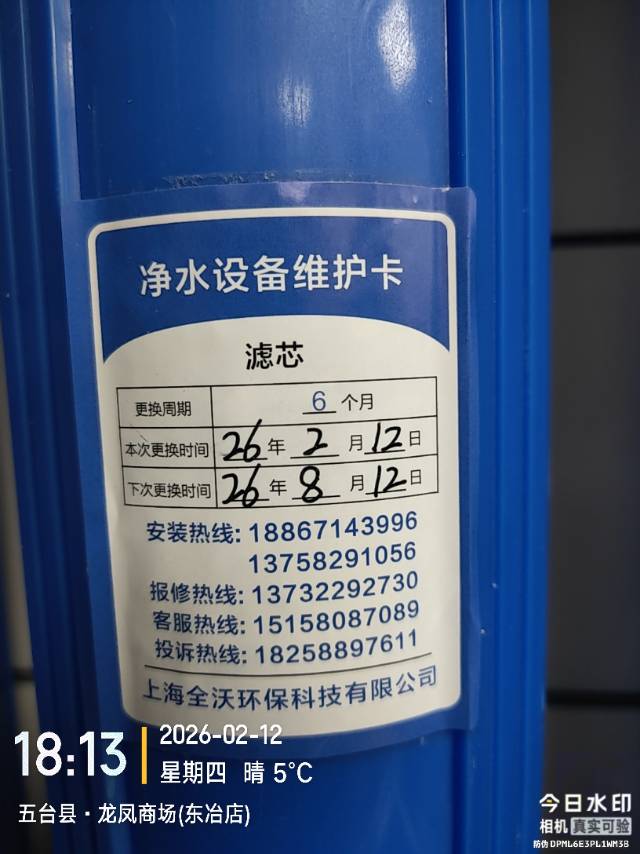 净水设备维护卡
滤芯
更换周期 6 个月
本次更换时间 26 年 2 月 12 日
下次更换时间 26 年 8 月 12 日
安装热线: 18867143996
13758291056
报修热线: 13732292730
客服热线: 15158087089
投诉热线: 18258897611
上海全沃环保科技有限公司
18:13
2026-02-12
星期四 晴 5°C
五台县·龙凤商场(东冶店)
今日水印
相机 真实可验
防伪 DPML6E3PL1WM3B